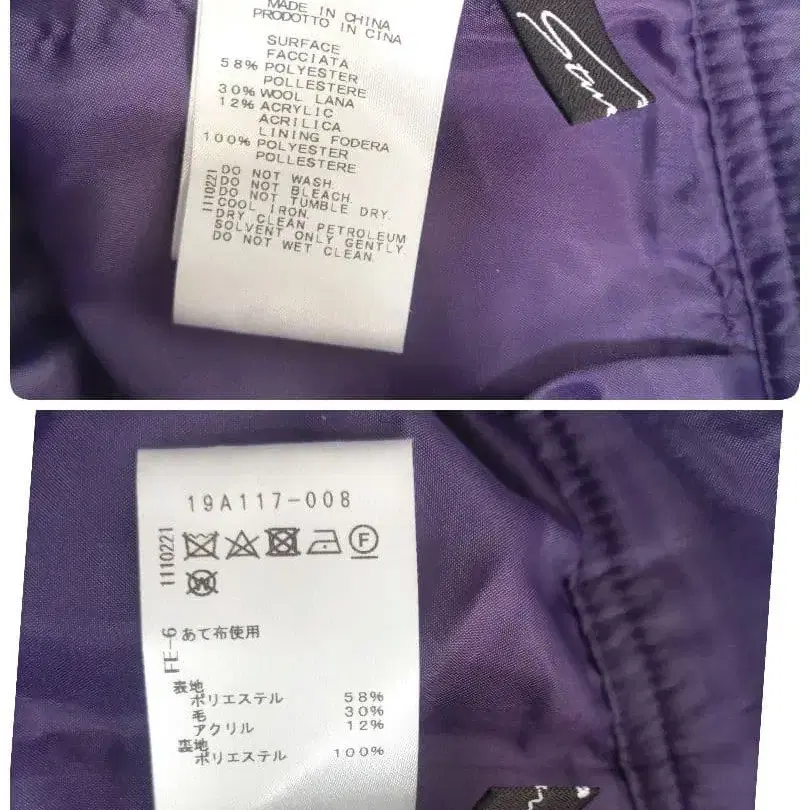 MADE IN CHINA
PRODOTTO IN CINA
SURFACE
FACCIATA
58% POLYESTER
POLLESTERE
30% WOOL LANA
12% ACRYLIC
ACRILICA
LINING FODERA
100% POLYESTER
POLLESTERE
1110221
DO NOT WASH.
DO NOT BLEACH.
DO NOT TUMBLE DRY.
COOL IRON.
DRY CLEAN PETROLEUM
SOLVENT ONLY GENTLY.
DO NOT WET CLEAN.
19A117-008
1110221
F
W
FE-6
あて布使用
表地
ポリエステル 58%
毛 30%
アクリル 12%
裏地
ポリエステル 100%